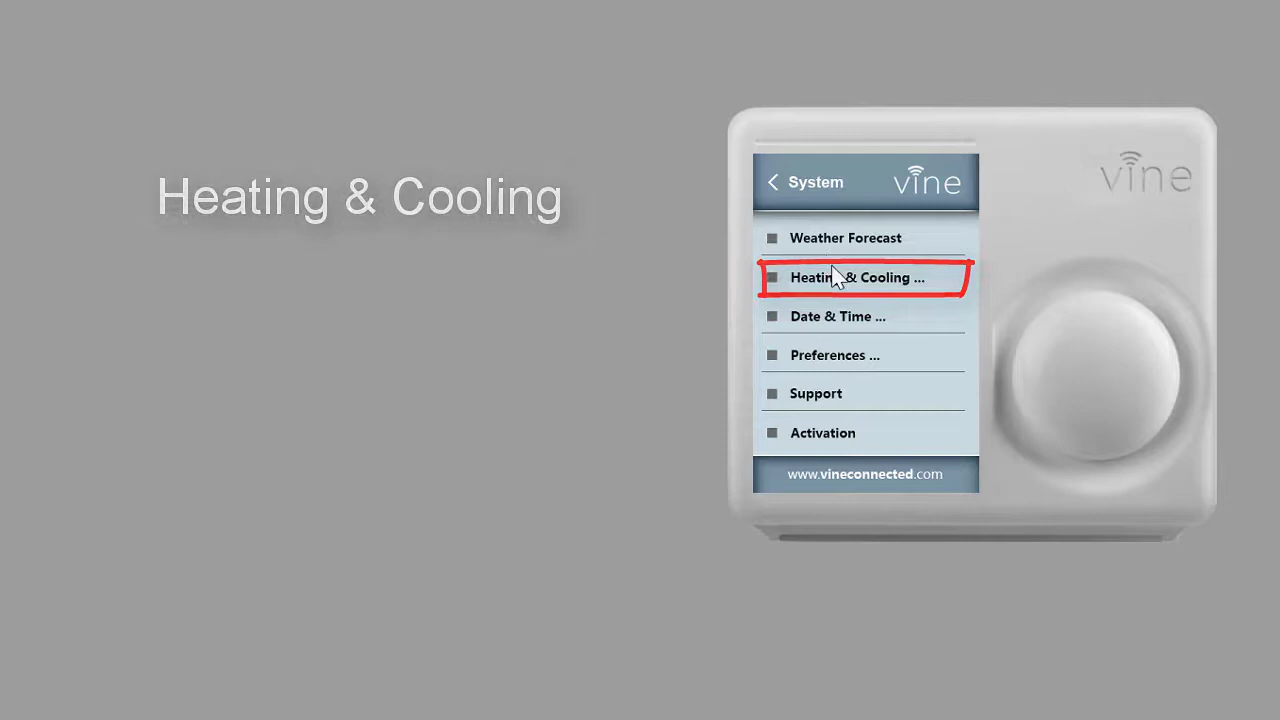 Heating & Cooling
vine
System
vine
Weather Forecast
Heating & Cooling ...
Date & Time ...
Preferences ...
Support
Activation
www.vineconnected.com